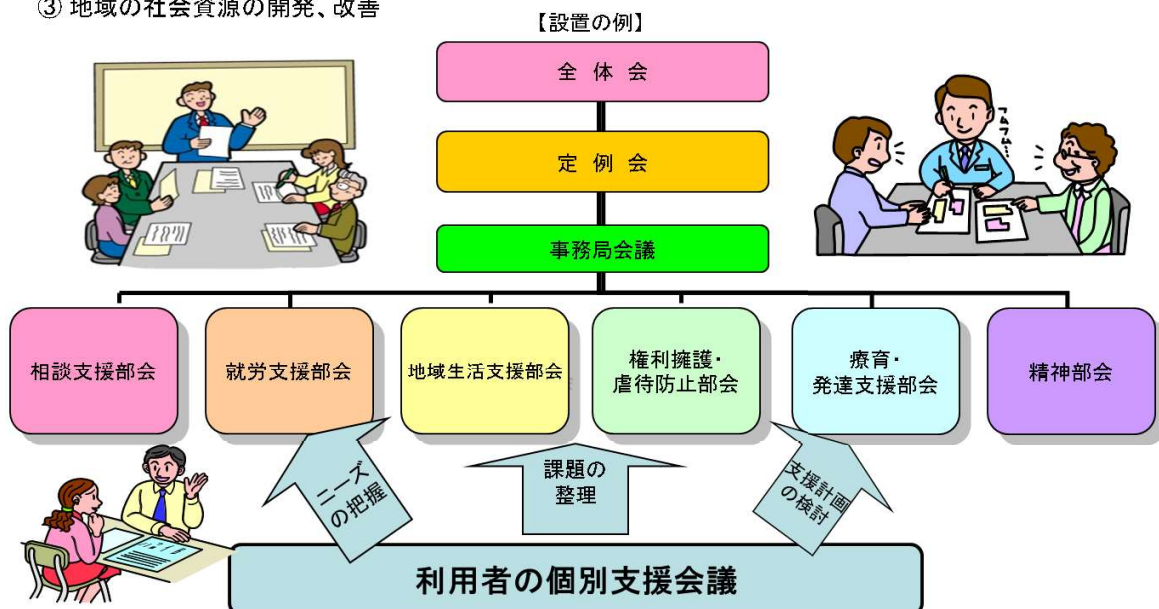 ③ 地域の社会資源の開発、改善
【設置の例】
全 体 会
定 例 会
フムフム…
事務局会議
相談支援部会
就労支援部会
地域生活支援部会
権利擁護・
虐待防止部会
療育・
発達支援部会
精神部会
ニーズ
の把握
課題の
整理
支援計画
の検討
利用者の個別支援会議